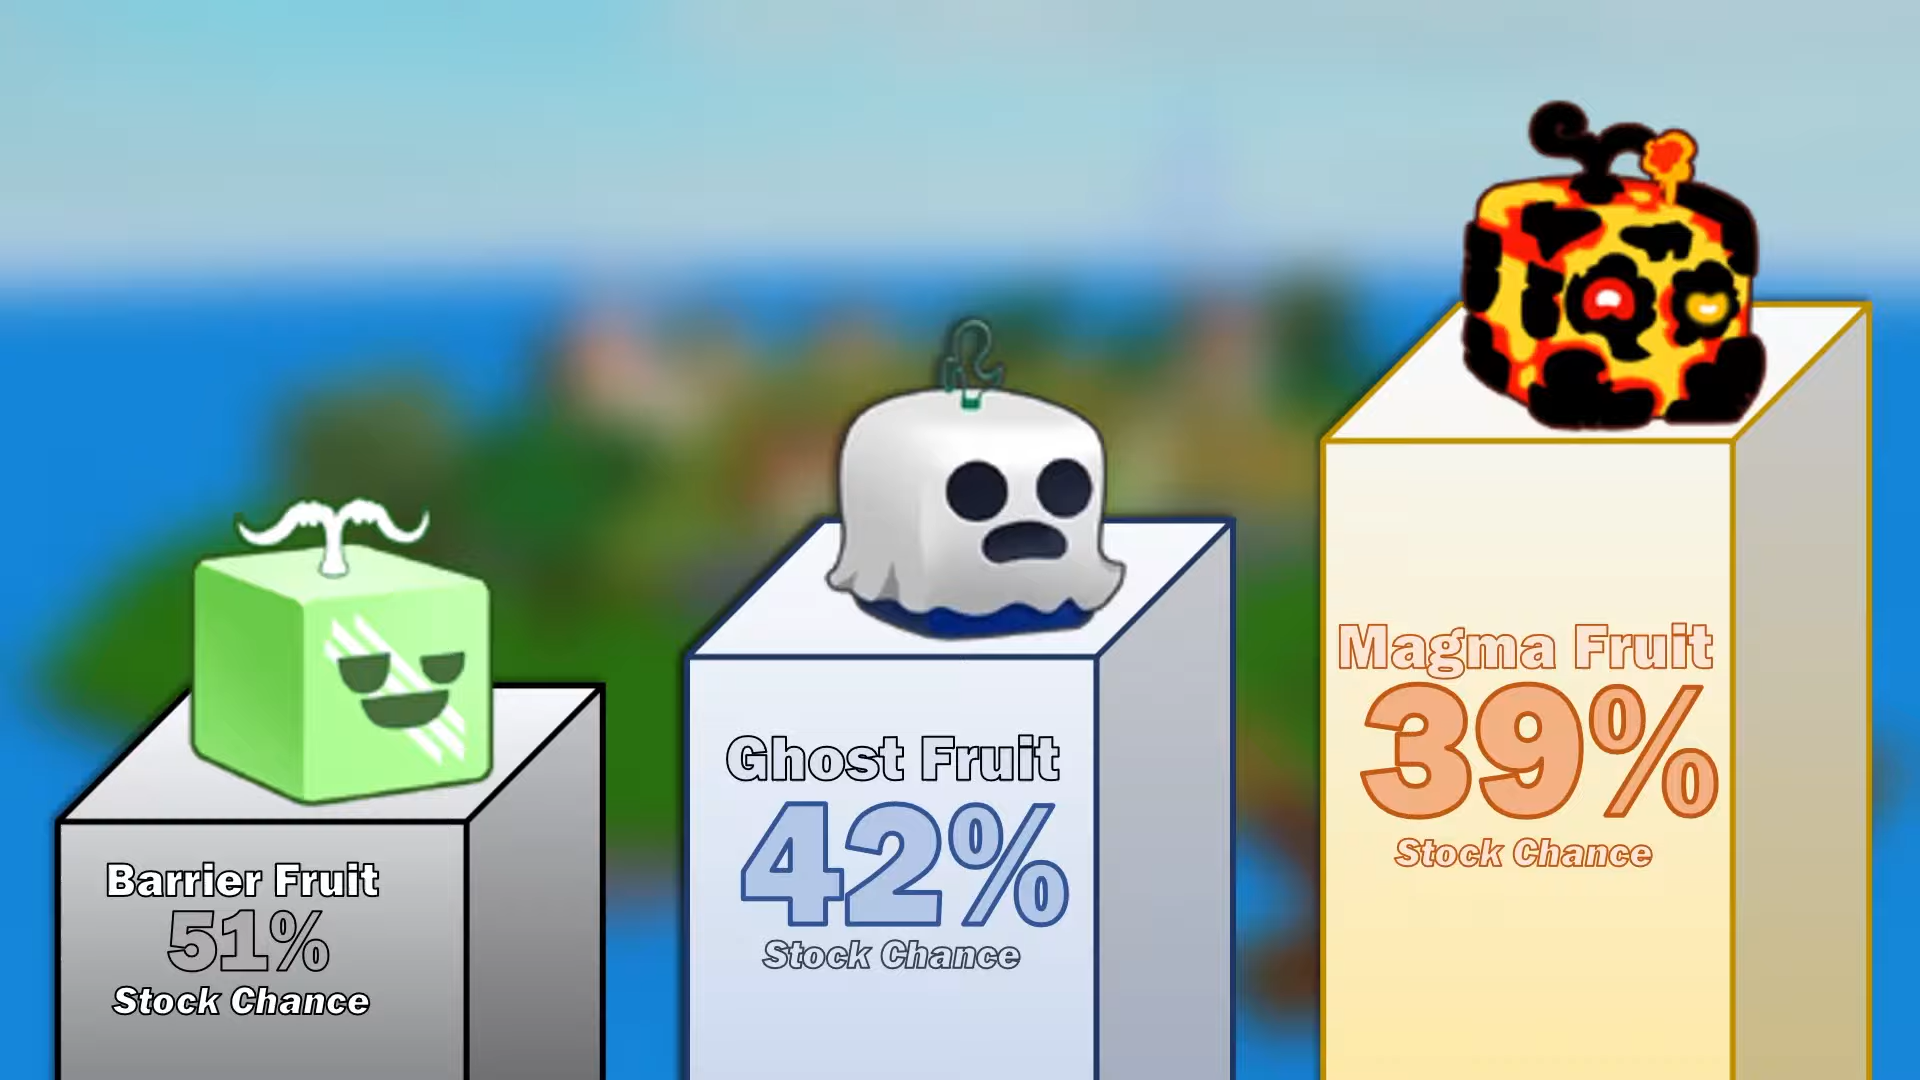 Barrier Fruit
51%
Stock Chance
Ghost Fruit
42%
Stock Chance
Magma Fruit
39%
Stock Chance